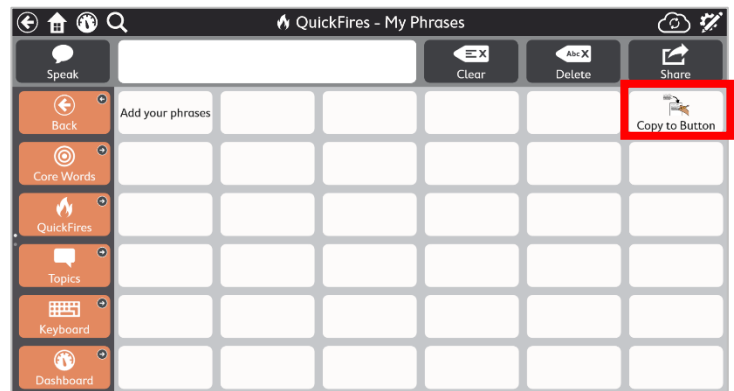 QuickFires - My Phrases
Speak
Clear
Abc
Delete
Share
Back
Add your phrases
Copy to Button
Core Words
QuickFires
Topics
Keyboard
Dashboard